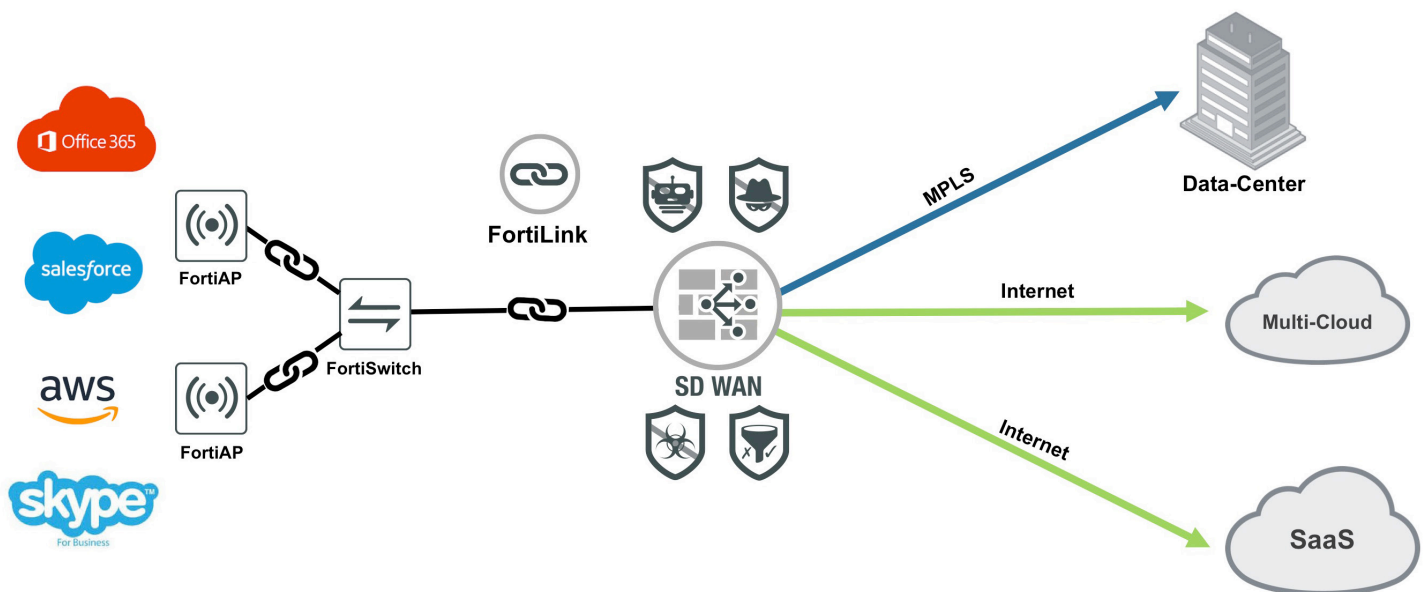 Office 365
salesforce
aws
skype™
For Business
FortiAP
FortiAP
FortiSwitch
FortiLink
SD WAN
MPLS
Internet
Internet
Data-Center
Multi-Cloud
SaaS